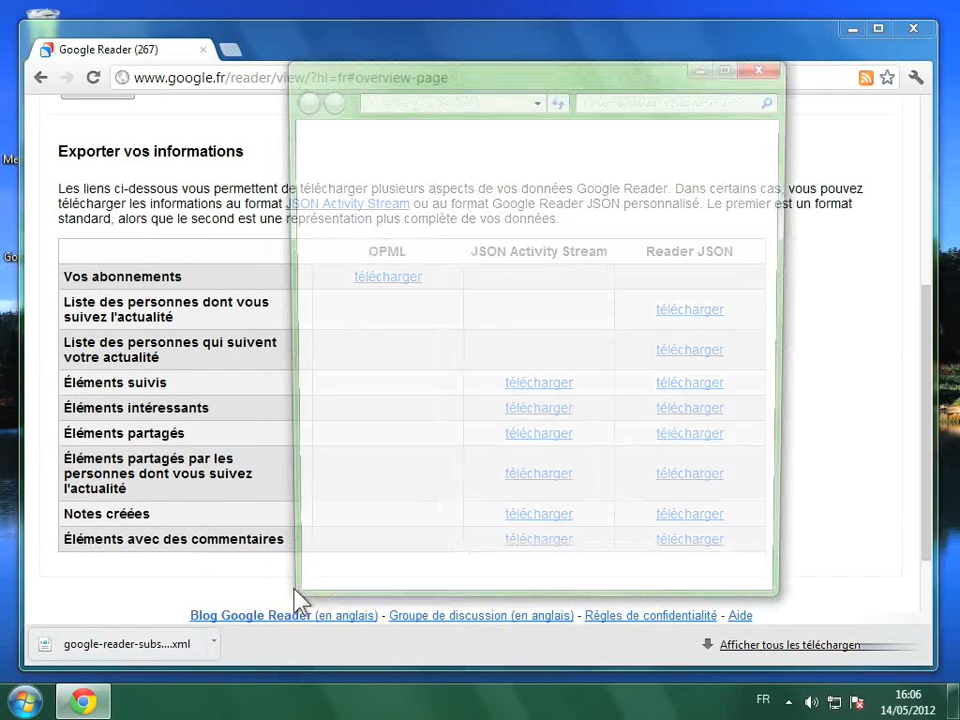 Google Reader (267)
www.google.fr/reader/view/?hl=fr#overview-page
Exporter vos informations
Les liens ci-dessous vous permettent de télécharger plusieurs aspects de vos données Google Reader. Dans certains cas, vous pouvez
télécharger les informations au format JSON Activity Stream ou au format Google Reader JSON personnalisé. Le premier est un format
standard, alors que le second est une représentation plus complète de vos données.
OPML JSON Activity Stream Reader JSON
Vos abonnements télécharger
Liste des personnes dont vous
suivez l'actualité télécharger
Liste des personnes qui suivent
votre actualité télécharger
Éléments suivis télécharger télécharger
Éléments intéressants télécharger télécharger
Éléments partagés télécharger télécharger
Éléments partagés par les
personnes dont vous suivez télécharger télécharger
l'actualité
Notes créées télécharger télécharger
Éléments avec des commentaires télécharger télécharger
Blog Google Reader (en anglais) - Groupe de discussion (en anglais) - Règles de confidentialité - Aide
google-reader-subs....xml
Afficher tous les téléchargen
FR
16:06
14/05/2012